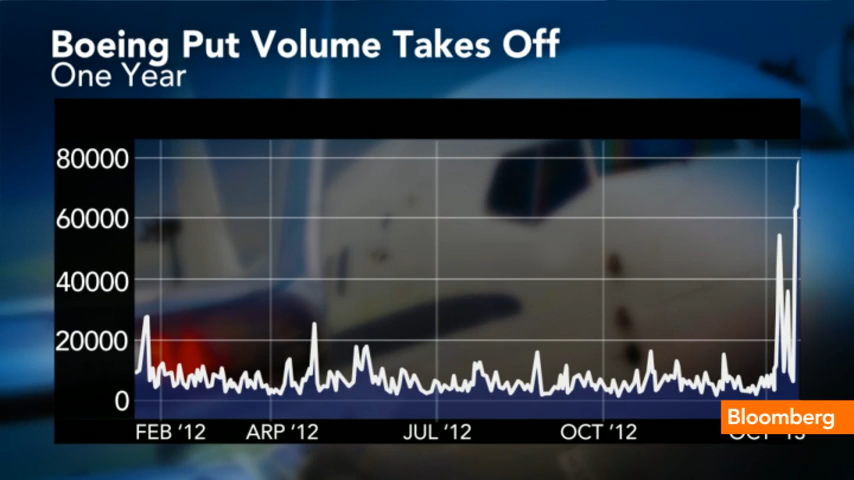 Boeing Put Volume Takes Off
One Year
80000
60000
40000
20000
0
FEB '12 ARP '12 JUL '12 OCT '12
Bloomberg